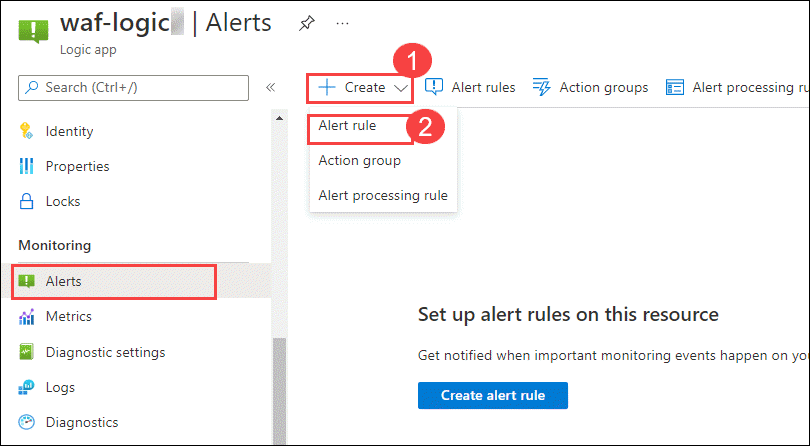 waf-logic | Alerts
Logic app
Search (Ctrl+/)
Identity
Properties
Locks
Monitoring
Alerts
Metrics
Diagnostic settings
Logs
Diagnostics
1
Create
Alert rules
Action groups
Alert processing ru
Alert rule
2
Action group
Alert processing rule
Set up alert rules on this resource
Get notified when important monitoring events happen on you
Create alert rule